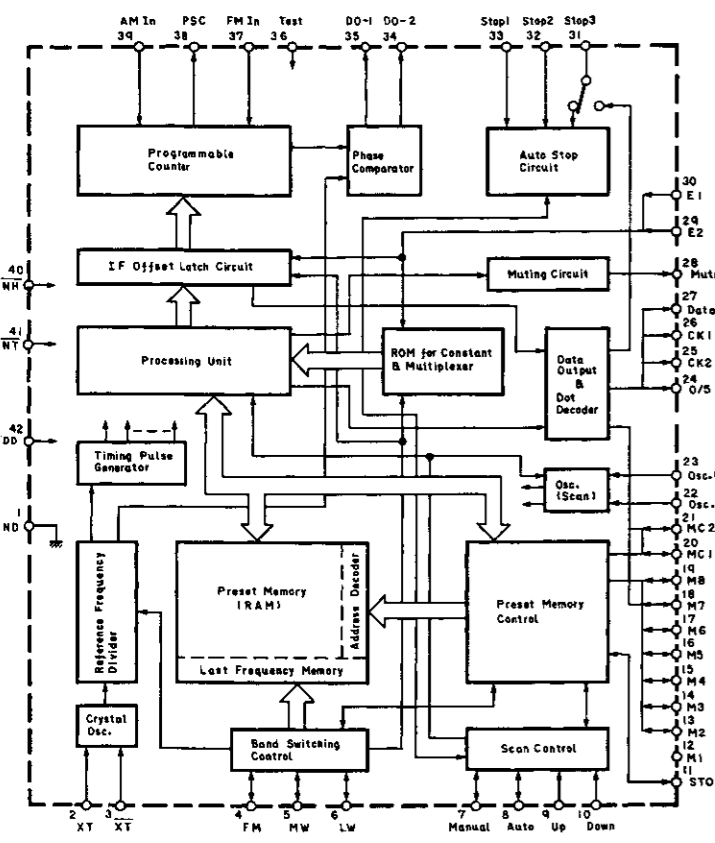 AM In PSC FM In Test DO-1 DO-2 Stop1 Stop2 Stop3
39 38 37 36 35 34 33 32 31
Programmable
Counter
Phase
Comparator
Auto Stop
Circuit
30
E1
29
E2
IF Offset Latch Circuit
Muting Circuit
28
Mute
40
NH
27
Data
26
CK1
25
CK2
24
O/S
41
NT
Processing Unit
ROM for Constant
& Multiplexer
Data
Output
&
Dot
Decoder
42
DD
Timing Pulse
Generator
Osc.
(Scan)
23
Osc.
22
Osc.
1
ND
21
MC2
20
MC1
Reference Frequency
Divider
Preset Memory
(RAM)
Address Decoder
Last Frequency Memory
Preset Memory
Control
19
M8
18
M7
17
M6
16
M5
15
M4
14
M3
13
M2
12
M1
11
STO
Crystal
Osc.
Band Switching
Control
Scan Control
2 3 4 5 6 7 8 9 10
XT XT FM MW LW Manual Auto Up Down